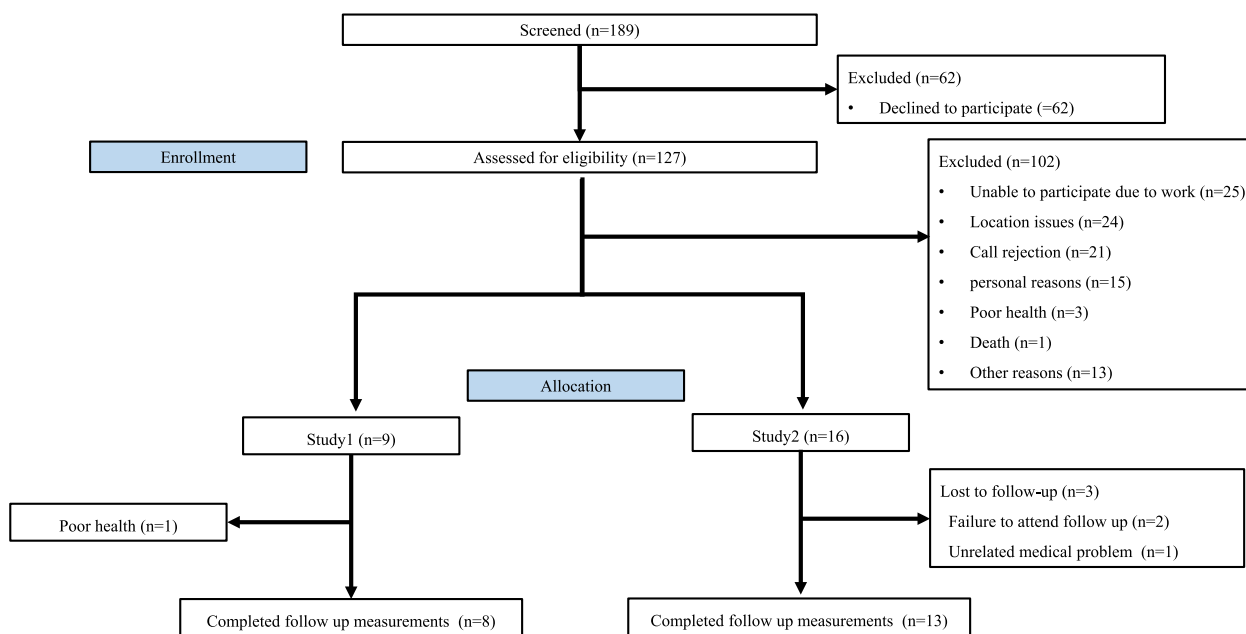 Screened (n=189)
Excluded (n=62)
• Declined to participate (=62)
Enrollment
Assessed for eligibility (n=127)
Excluded (n=102)
• Unable to participate due to work (n=25)
• Location issues (n=24)
• Call rejection (n=21)
• personal reasons (n=15)
• Poor health (n=3)
• Death (n=1)
• Other reasons (n=13)
Allocation
Study1 (n=9)
Study2 (n=16)
Poor health (n=1)
Lost to follow-up (n=3)
Failure to attend follow up (n=2)
Unrelated medical problem (n=1)
Completed follow up measurements (n=8)
Completed follow up measurements (n=13)